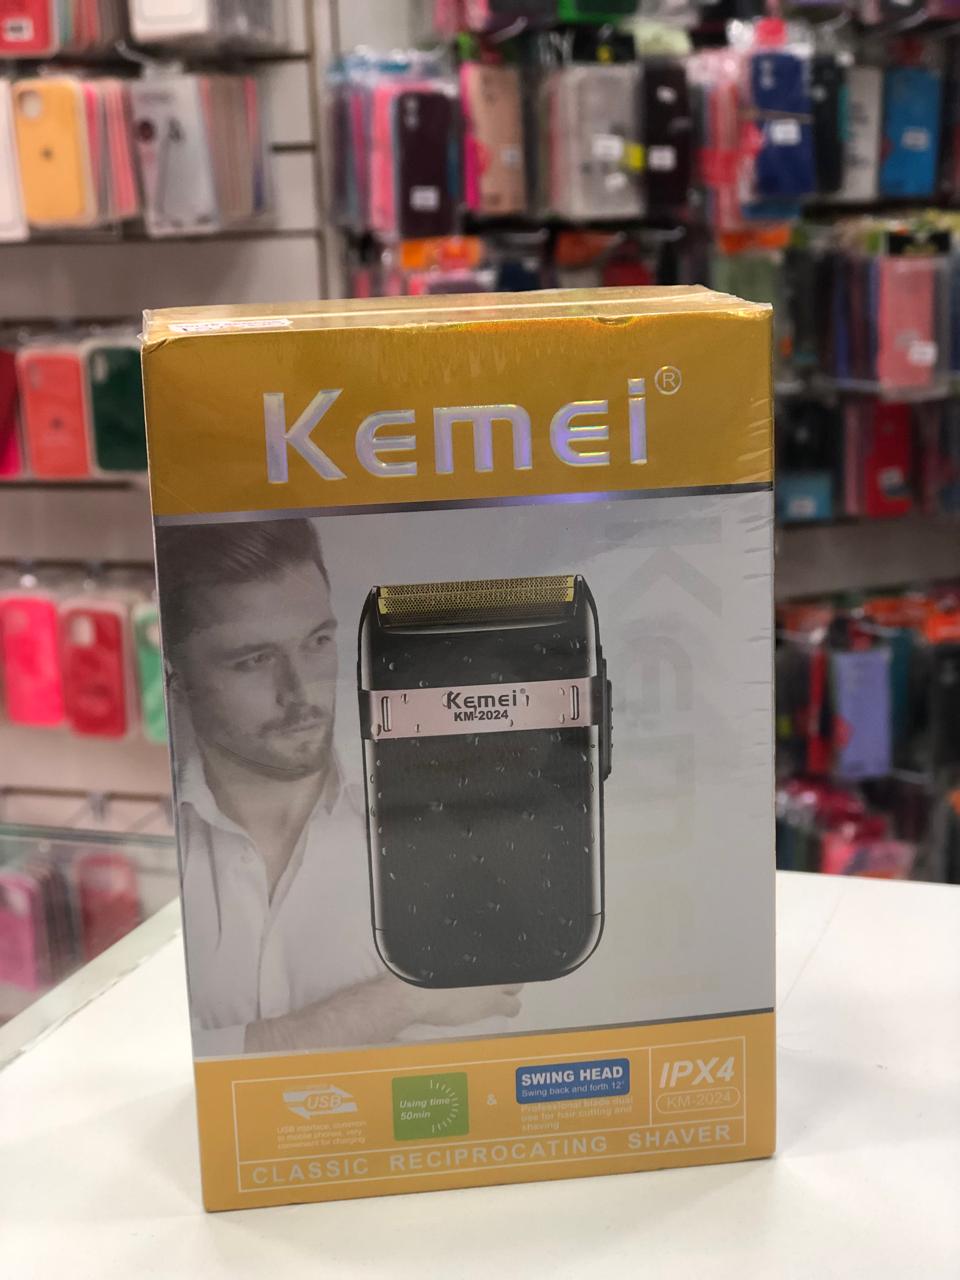 Kemei®
Kemei
Kemei®
KM-2024
USB
USB interface, common
to mobile phones, very
convenient for charging
Using time
50min
&
SWING HEAD
Swing back and forth 12°
Professional blade dual
use for hair cutting and
shaving
IPX4
KM-2024
CLASSIC RECIPROCATING SHAVER